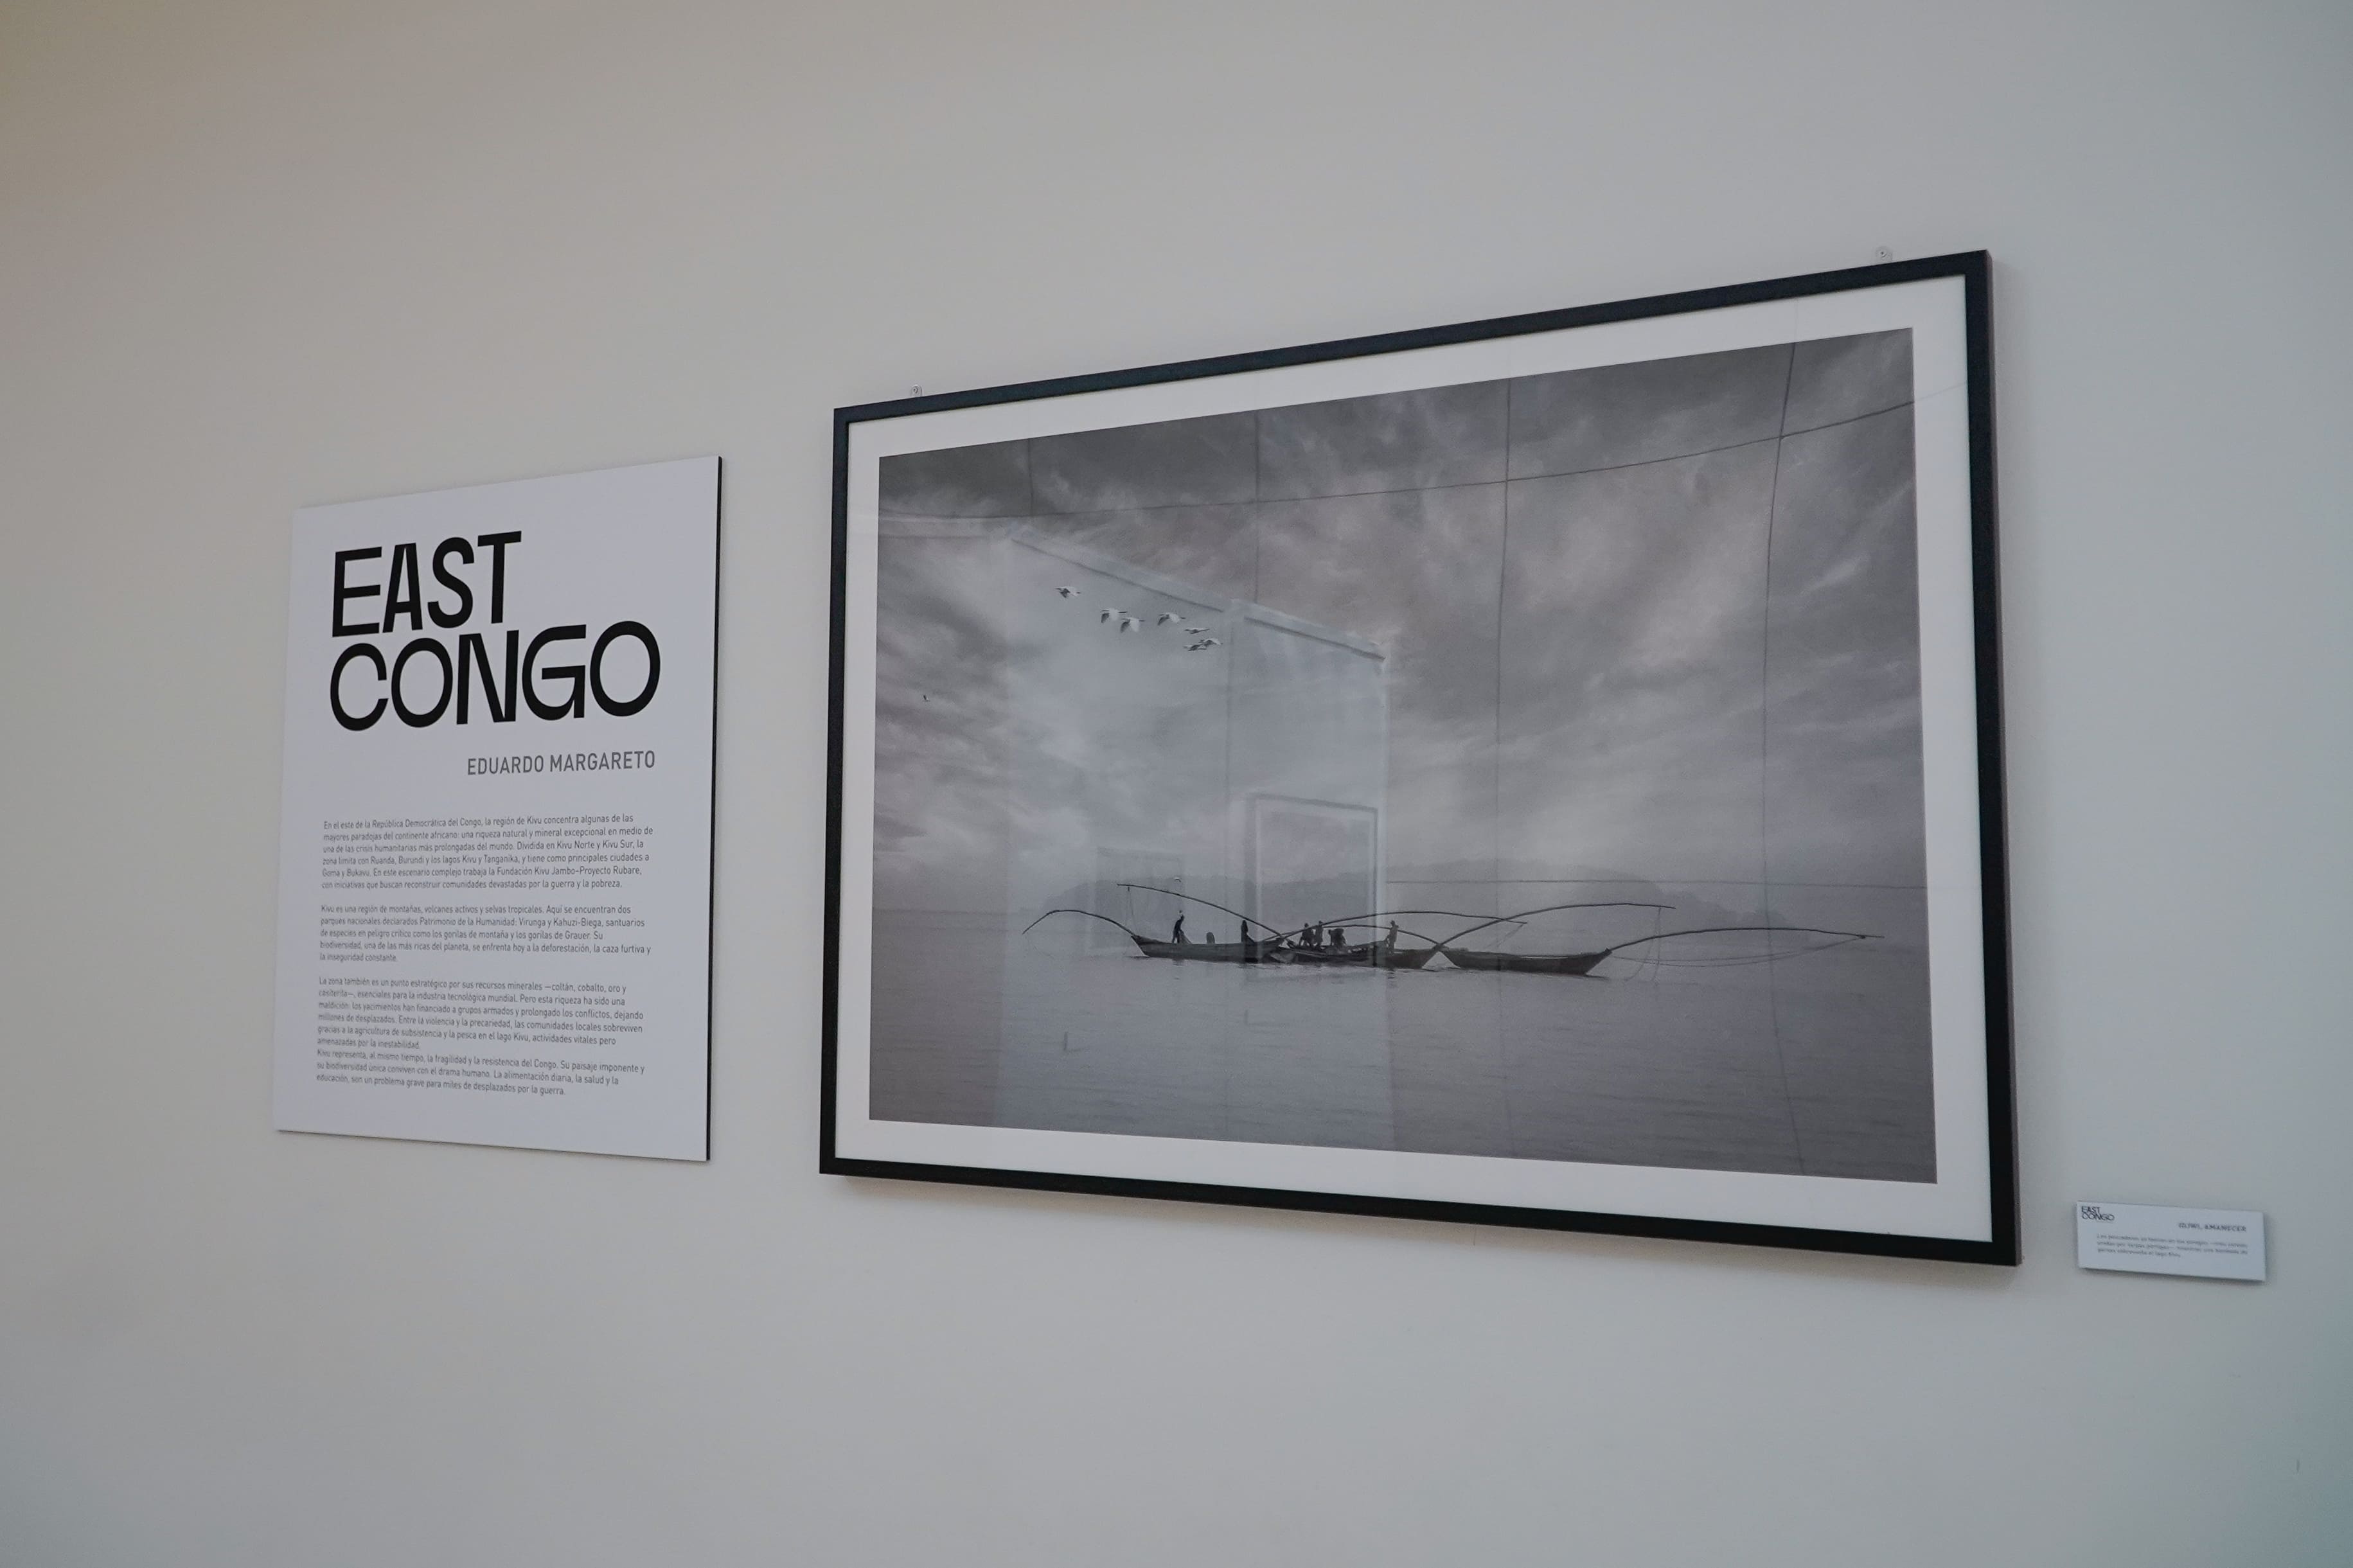 EAST
CONGO
EDUARDO MARGARETO
En el este de la República Democrática del Congo, la región de Kivu concentra algunas de las
mayores paradojas del continente africano: una riqueza natural y mineral excepcional en medio de
una de las crisis humanitarias más prolongadas del mundo. Dividida en Kivu Norte y Kivu Sur, la
zona limita con Ruanda, Burundi y los lagos Kivu y Tanganika, y tiene como principales ciudades a
Goma y Bukavu. En este escenario complejo trabaja la Fundación Kivu Jambo-Proyecto Rubare,
con iniciativas que buscan reconstruir comunidades devastadas por la guerra y la pobreza.
Kivu es una región de montañas, volcanes activos y selvas tropicales. Aquí se encuentran dos
parques nacionales declarados Patrimonio de la Humanidad: Virunga y Kahuzi-Biega, santuarios
de especies en peligro crítico como los gorilas de montaña y los gorilas de Grauer. Su
biodiversidad, una de las más ricas del planeta, se enfrenta hoy a la deforestación, la caza furtiva y
la inseguridad constante.
La zona también es un punto estratégico por sus recursos minerales —coltán, cobalto, oro y
casiterita—, esenciales para la industria tecnológica mundial. Pero esta riqueza ha sido una
maldición: los yacimientos han financiado a grupos armados y prolongado los conflictos, dejando
millones de desplazados. Entre la violencia y la precariedad, las comunidades locales sobreviven
gracias a la agricultura de subsistencia y la pesca en el lago Kivu, actividades vitales pero
amenazadas por la inestabilidad.
Kivu representa, al mismo tiempo, la fragilidad y la resistencia del Congo. Su paisaje imponente y
su biodiversidad única conviven con el drama humano. La alimentación diaria, la salud y la
educación, son un problema grave para miles de desplazados por la guerra.
EAST
CONGO
IDJWI, AMANECER